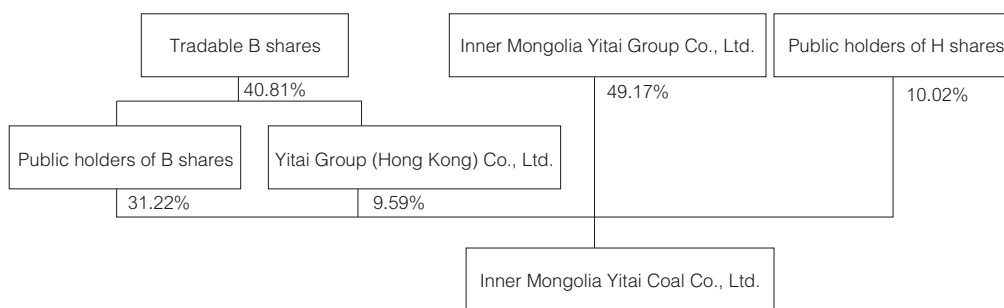 Tradable B shares
Inner Mongolia Yitai Group Co., Ltd.
Public holders of H shares
40.81%
49.17%
10.02%
Public holders of B shares
Yitai Group (Hong Kong) Co., Ltd.
31.22%
9.59%
Inner Mongolia Yitai Coal Co., Ltd.